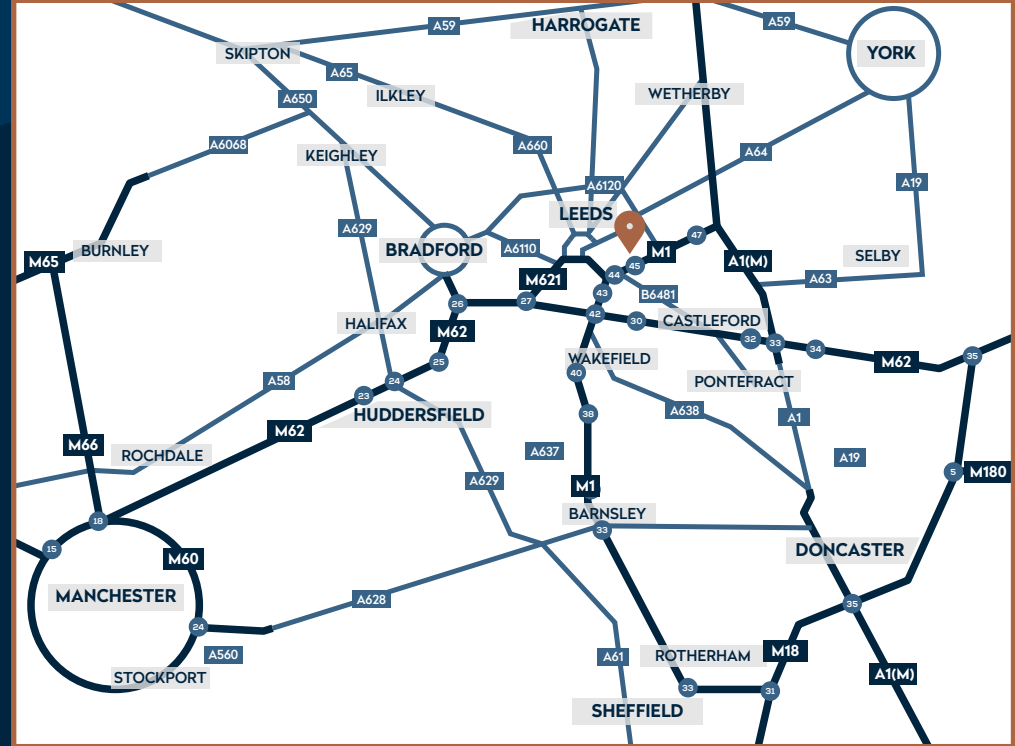 A59
HARROGATE
A59
YORK
SKIPTON
A65
A650
ILKLEY
WETHERBY
A6068
A660
KEIGHLEY
A64
A6120
A19
A629
LEEDS
BRADFORD
A6110
47
M1
BURNLEY
SELBY
M65
A1(M)
45
44
M621
A63
43
B6481
26
27
42
30
CASTLEFORD
HALIFAX
M62
32
33
34
35
WAKEFIELD
M62
25
40
24
23
A58
PONTEFRACT
38
HUDDERSFIELD
A638
A1
M62
M66
ROCHDALE
A637
A19
5
M180
A629
M1
BARNSLEY
18
33
15
M60
DONCASTER
MANCHESTER
A628
35
24
A560
A61
ROTHERHAM
M18
STOCKPORT
A1(M)
33
31
SHEFFIELD